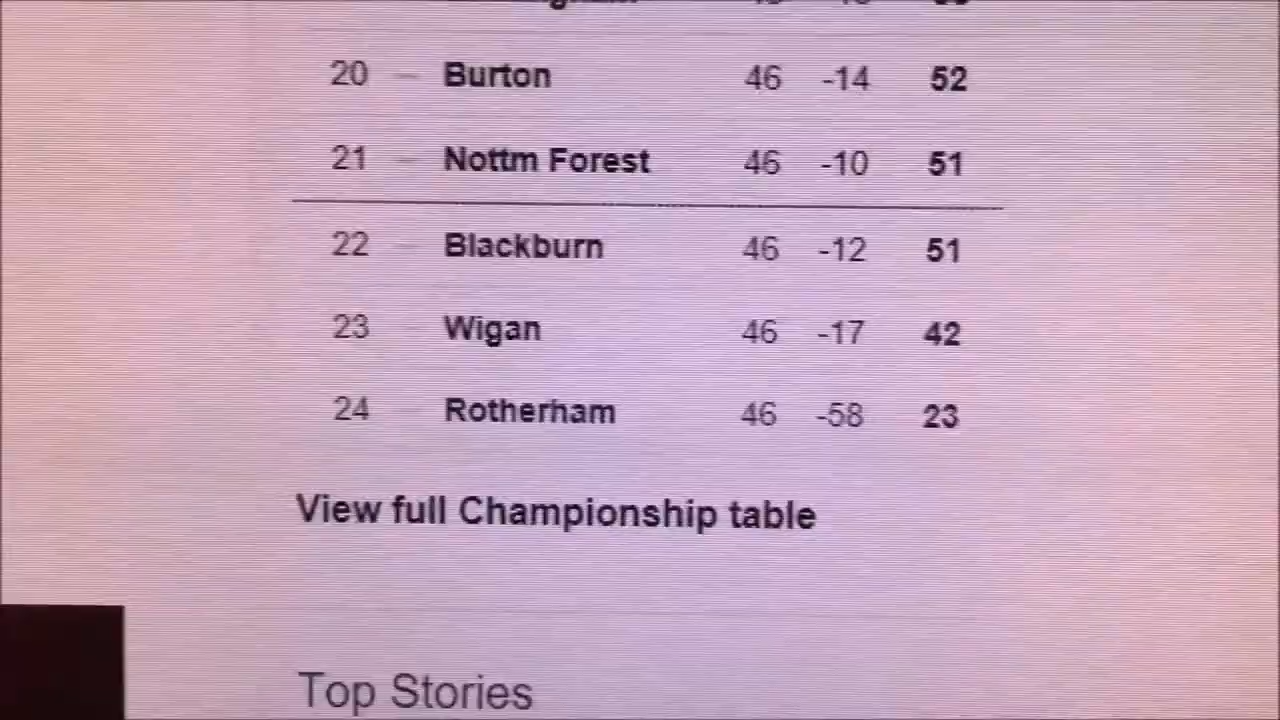 20 Burton 46 -14 52
21 Nottm Forest 46 -10 51
22 Blackburn 46 -12 51
23 Wigan 46 -17 42
24 Rotherham 46 -58 23
View full Championship table
Top Stories